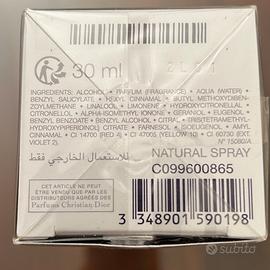 30 ml
INGREDIENTS: ALCOHOL • PARFUM (FRAGRANCE) • AQUA (WATER) •
BENZYL SALICYLATE • HEXYL CINNAMAL • BUTYL METHOXYDIBEN-
ZOYLMETHANE • LINALOOL • LIMONENE • HYDROXYCITRONELLAL •
CITRONELLOL • ALPHA-ISOMETHYL IONONE • GERANIOL • EUGENOL •
BENZYL BENZOATE • BENZYL ALCOHOL • CITRAL • TRIS(TETRAMETHYL-
HYDROXYPIPERIDINOL) CITRATE • FARNESOL • ISOEUGENOL • AMYL
CINNAMAL • CI 14700 (RED 4) • CI 47005 (YELLOW 10) • CI 60730 (EXT.
VIOLET 2).
N° 15080/A
للاستعمال الخارجي فقط
NATURAL SPRAY
C099600865
CET ARTICLE NE PEUT
ÊTRE VENDU QUE PAR LES
DISTRIBUTEURS AGRÉÉS DES
Parfums Christian Dior
3 348901 590198
subito